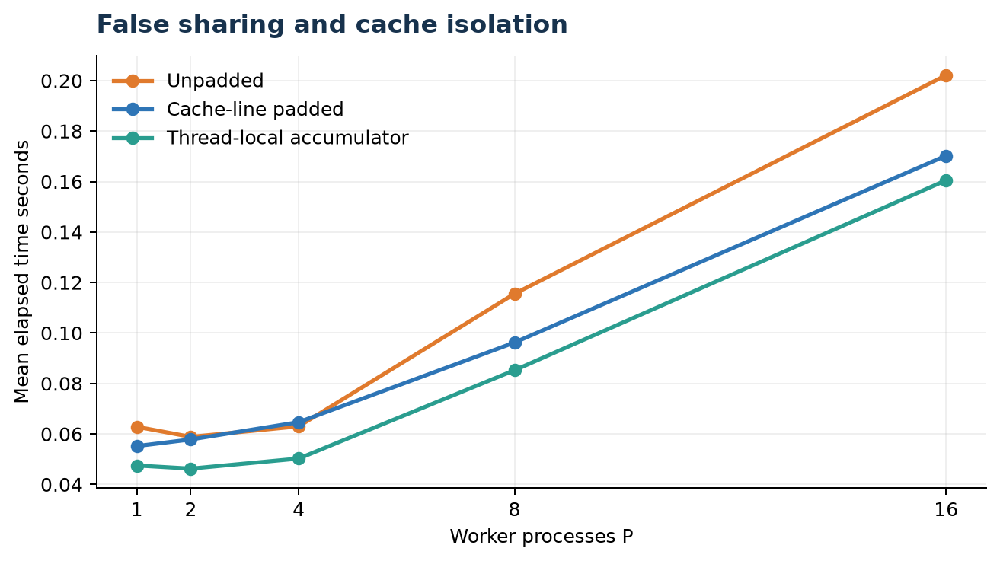 False sharing and cache isolation
Unpadded
Cache-line padded
Thread-local accumulator
Mean elapsed time seconds
0.20
0.18
0.16
0.14
0.12
0.10
0.08
0.06
0.04
1 2 4 8 16
Worker processes P